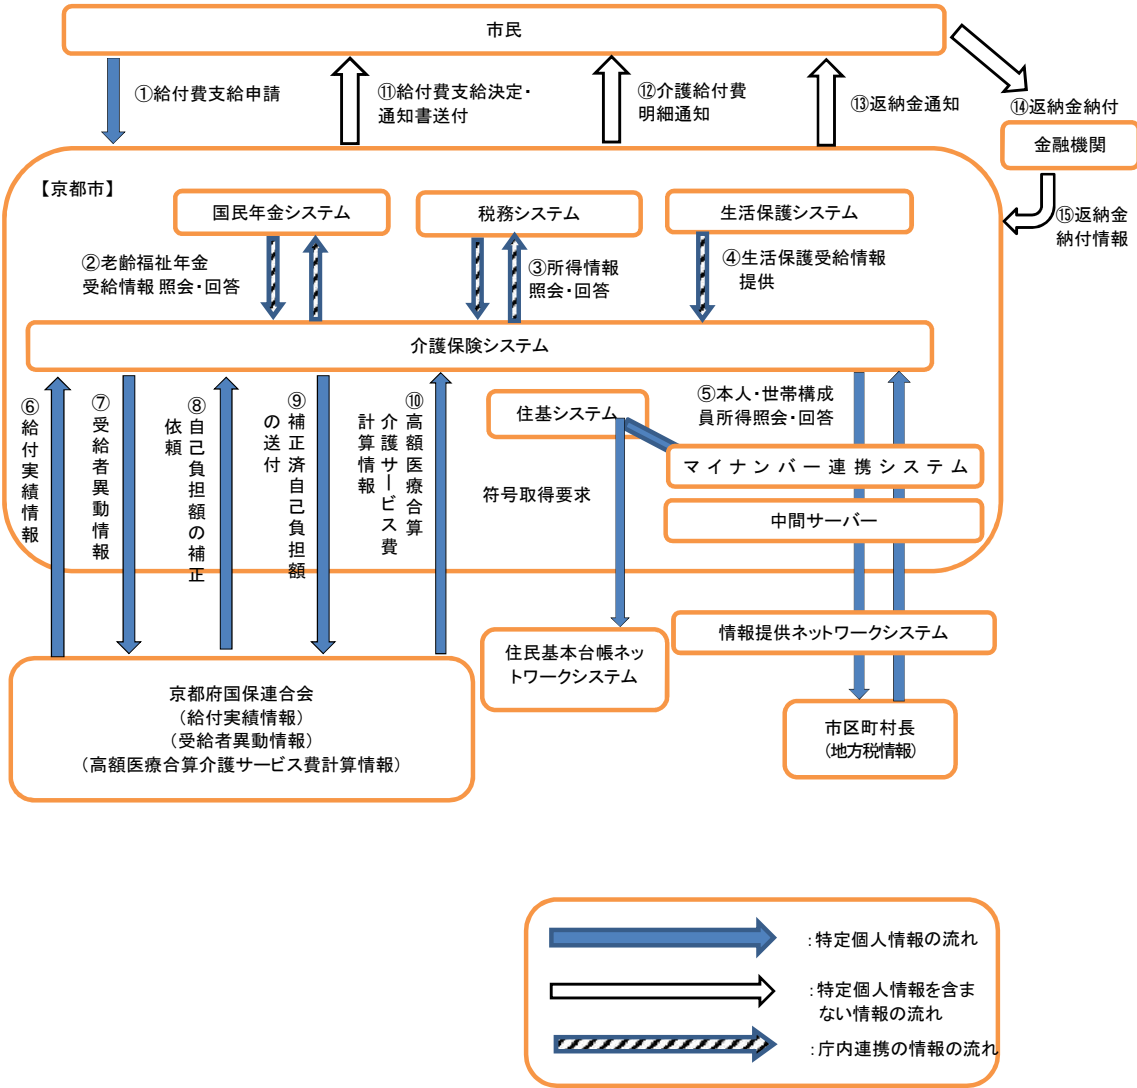 市民
①給付費支給申請
⑪給付費支給決定・
通知書送付
⑫介護給付費
明細通知
⑬返納金通知
⑭返納金納付
金融機関
⑮返納金
納付情報
【京都市】
国民年金システム
税務システム
生活保護システム
②老齢福祉年金
受給情報 照会・回答
③所得情報
照会・回答
④生活保護受給情報
提供
介護保険システム
⑥給付実績情報
⑦受給者異動情報
⑧自己負担額の補正
依頼
⑨補正済自己負担額
の送付
⑩高額医療合算
介護サービス費
計算情報
住基システム
⑤本人・世帯構成
員所得照会・回答
マイナンバー連携システム
符号取得要求
中間サーバー
情報提供ネットワークシステム
住民基本台帳ネッ
トワークシステム
市区町村長
(地方税情報)
京都府国保連合会
（給付実績情報）
（受給者異動情報）
（高額医療合算介護サービス費計算情報）
：特定個人情報の流れ
：特定個人情報を含ま
ない情報の流れ
：庁内連携の情報の流れ